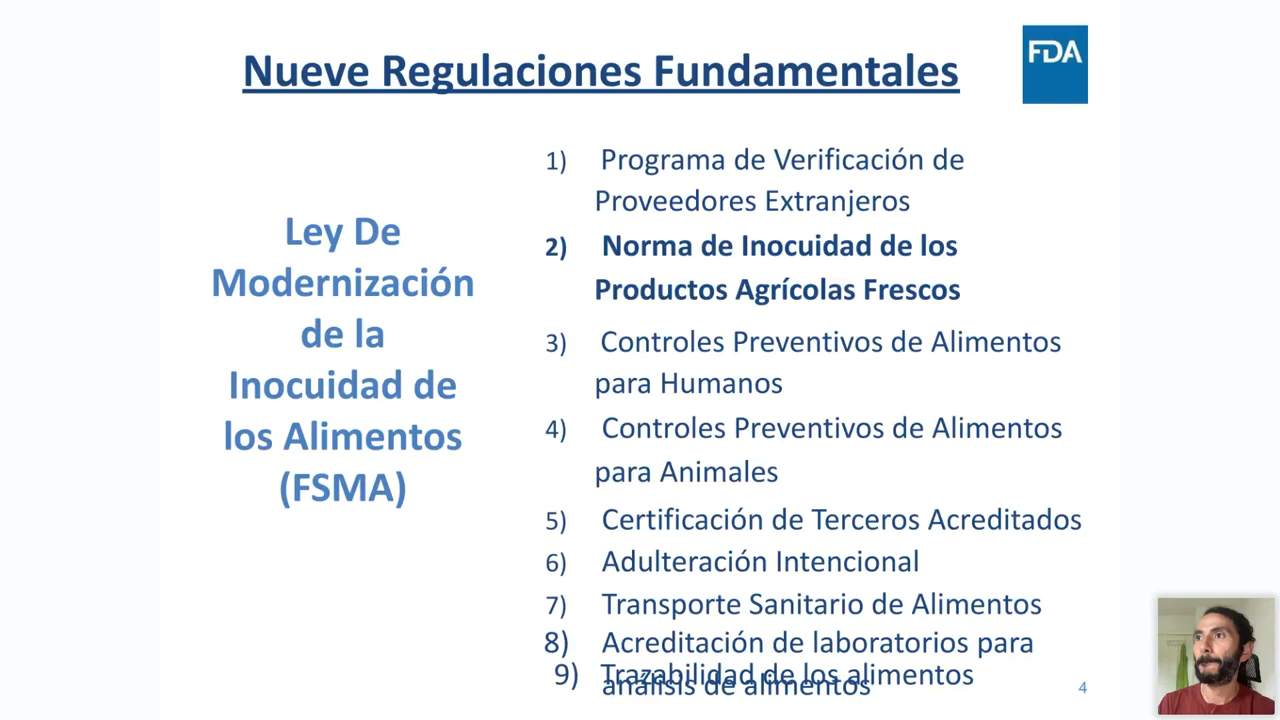 Nueve Regulaciones Fundamentales
FDA
Ley De
Modernización
de la
Inocuidad de
los Alimentos
(FSMA)
1) Programa de Verificación de
Proveedores Extranjeros
2) Norma de Inocuidad de los
Productos Agrícolas Frescos
3) Controles Preventivos de Alimentos
para Humanos
4) Controles Preventivos de Alimentos
para Animales
5) Certificación de Terceros Acreditados
6) Adulteración Intencional
7) Transporte Sanitario de Alimentos
8) Acreditación de laboratorios para
análisis de alimentos
9) Trazabilidad de los alimentos
4